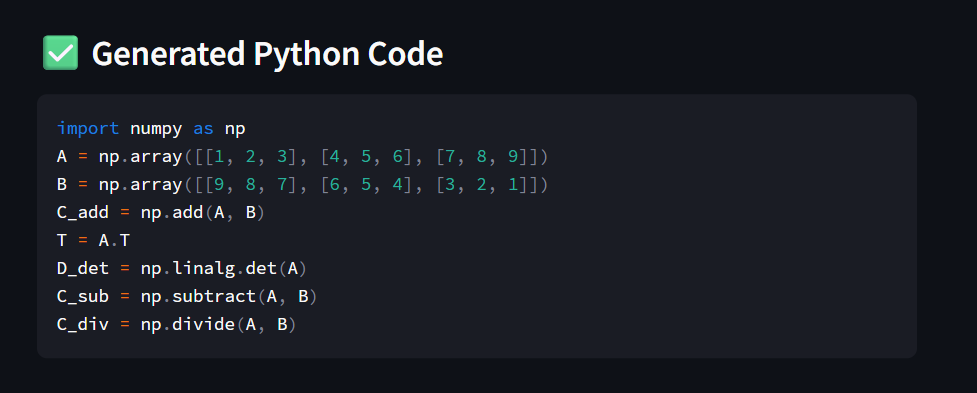 ✅ Generated Python Code
import numpy as np
A = np.array([[1, 2, 3], [4, 5, 6], [7, 8, 9]])
B = np.array([[9, 8, 7], [6, 5, 4], [3, 2, 1]])
C_add = np.add(A, B)
T = A.T
D_det = np.linalg.det(A)
C_sub = np.subtract(A, B)
C_div = np.divide(A, B)